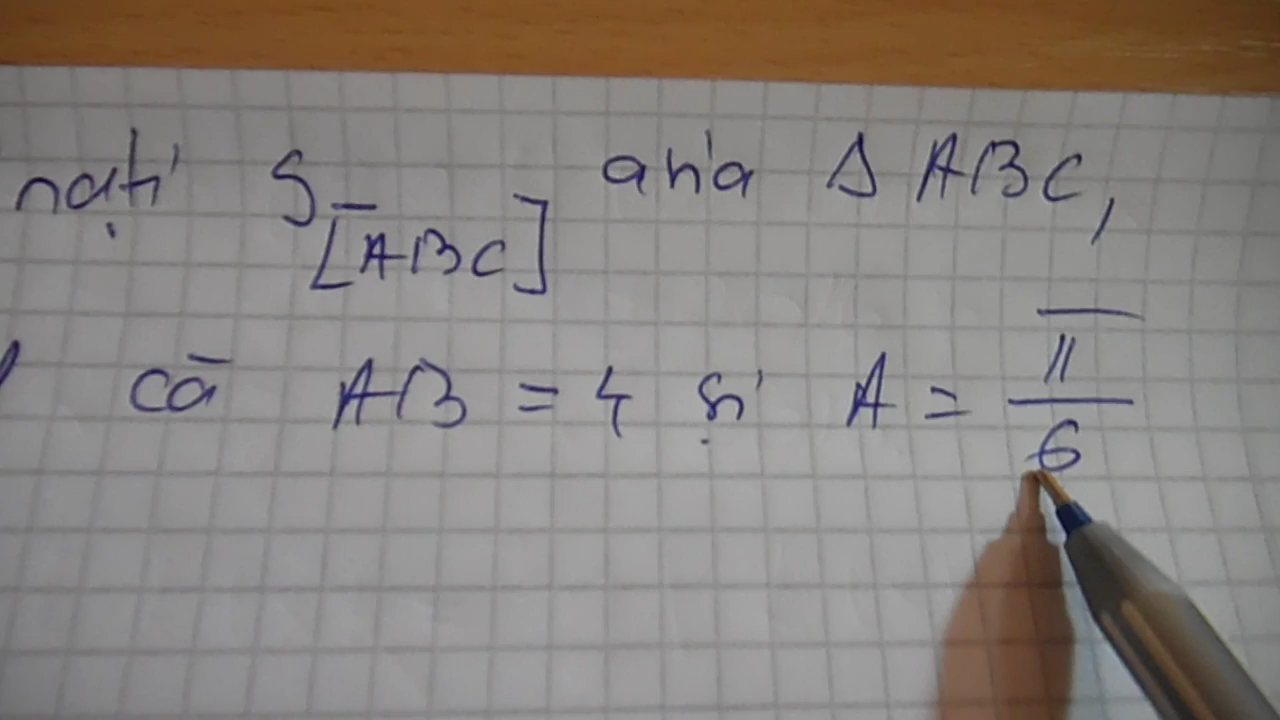 nați S[ABC] aria Δ ABC,
că AB = 4 și A = π/6